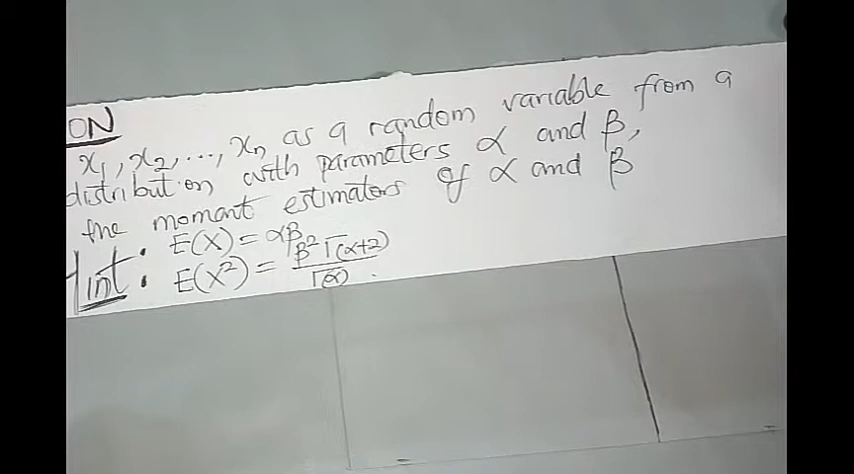 ON
x₁, x₂, ..., xₙ as a random variable from a
distribution with parameters α and β,
the moment estimators of α and β
Hint: E(X) = αβ
E(X²) = β² Γ(α+2) / Γ(α).